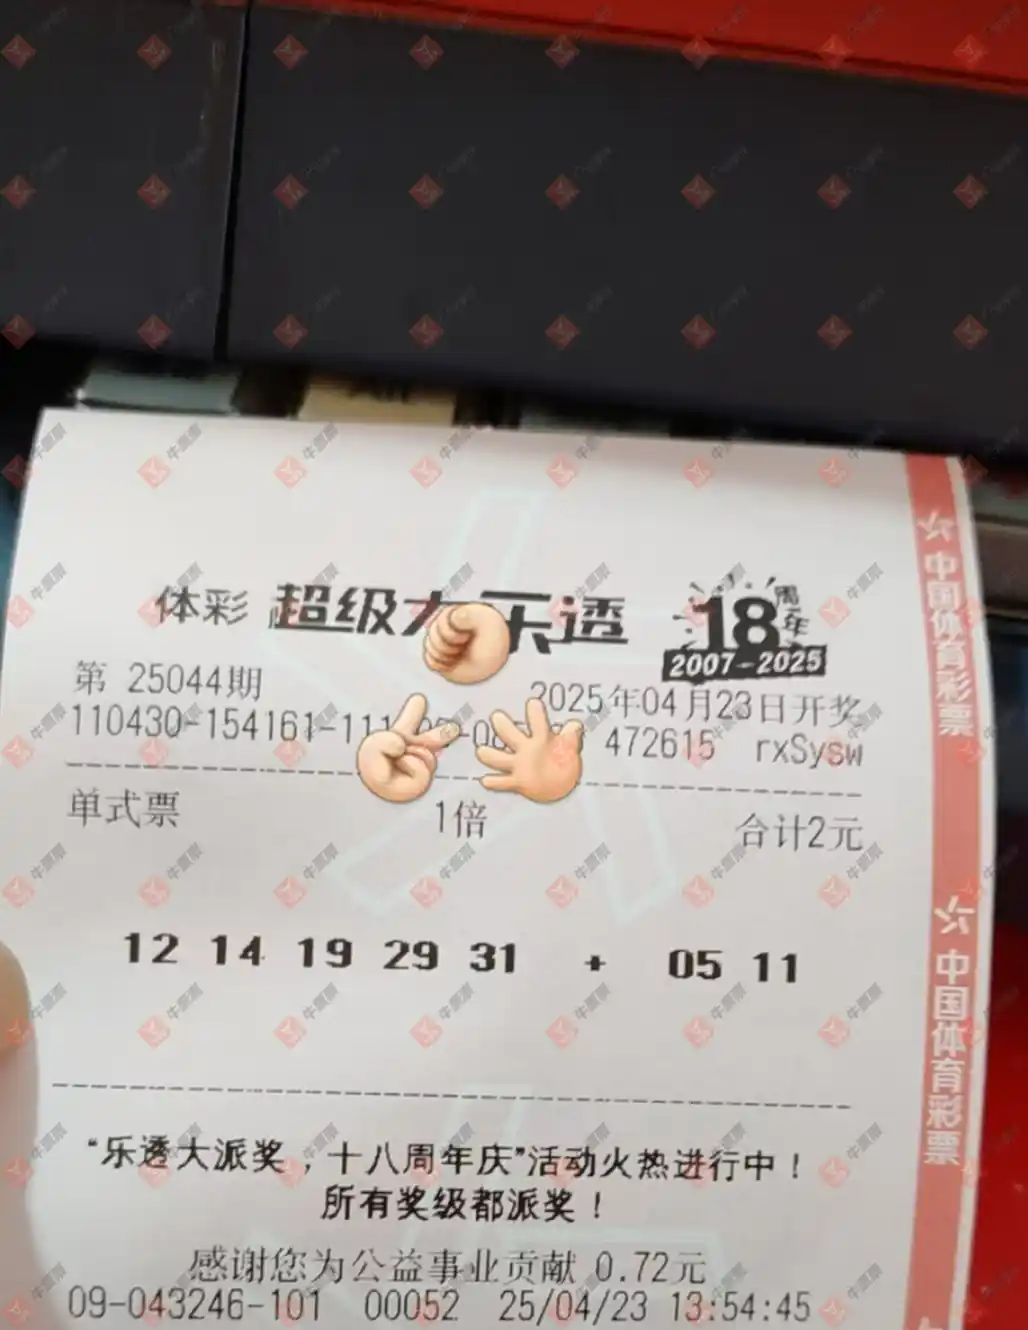 体彩 超级大乐透 18周年
2007-2025
第 25044期
2025年04月23日开奖
110430-154161-11 472615 rxSysw
单式票 1倍 合计2元
12 14 19 29 31 + 05 11
“乐透大派奖，十八周年庆”活动火热进行中！
所有奖级都派奖！
感谢您为公益事业贡献 0.72元
09-043246-101 00052 25/04/23 13:54:45
中国体育彩票
中国体育彩票